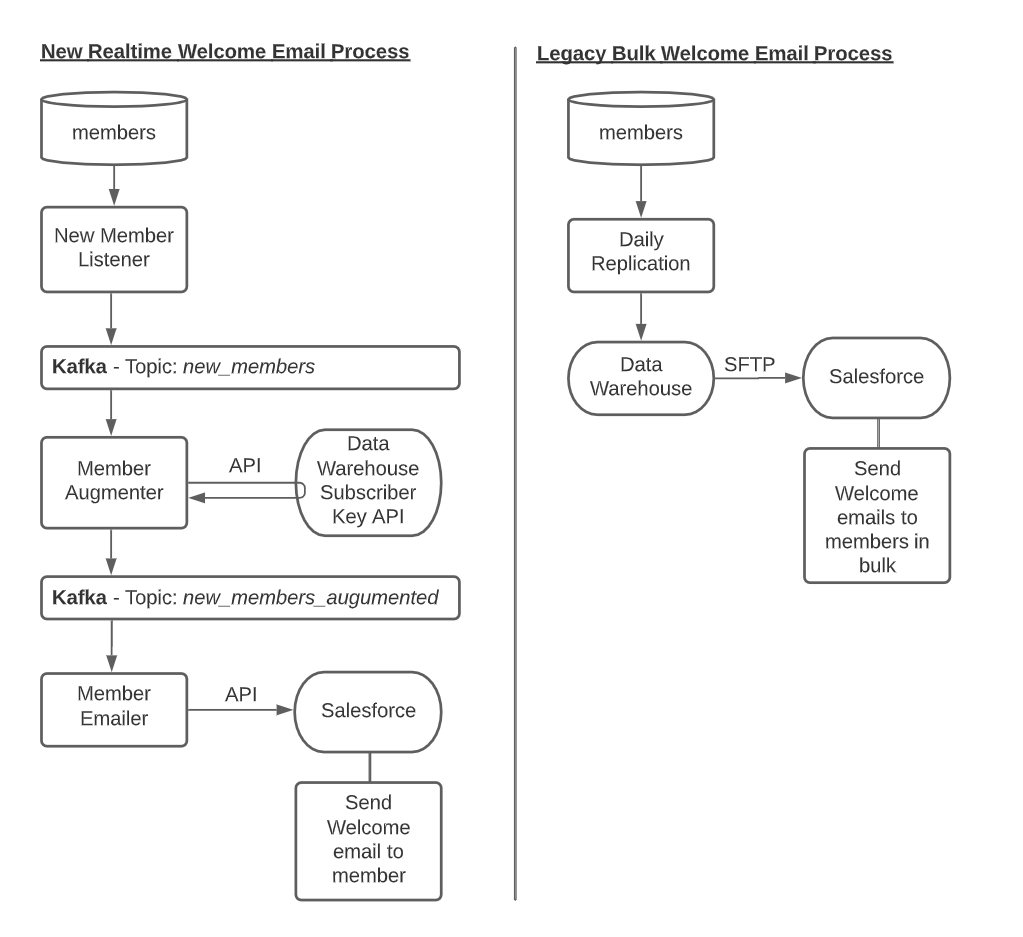 New Realtime Welcome Email Process
members
New Member
Listener
Kafka - Topic: new_members
Member
Augmenter
API
Data
Warehouse
Subscriber
Key API
Kafka - Topic: new_members_augumented
Member
Emailer
API
Salesforce
Send
Welcome
email to
member
Legacy Bulk Welcome Email Process
members
Daily
Replication
Data
Warehouse
SFTP
Salesforce
Send
Welcome
emails to
members in
bulk